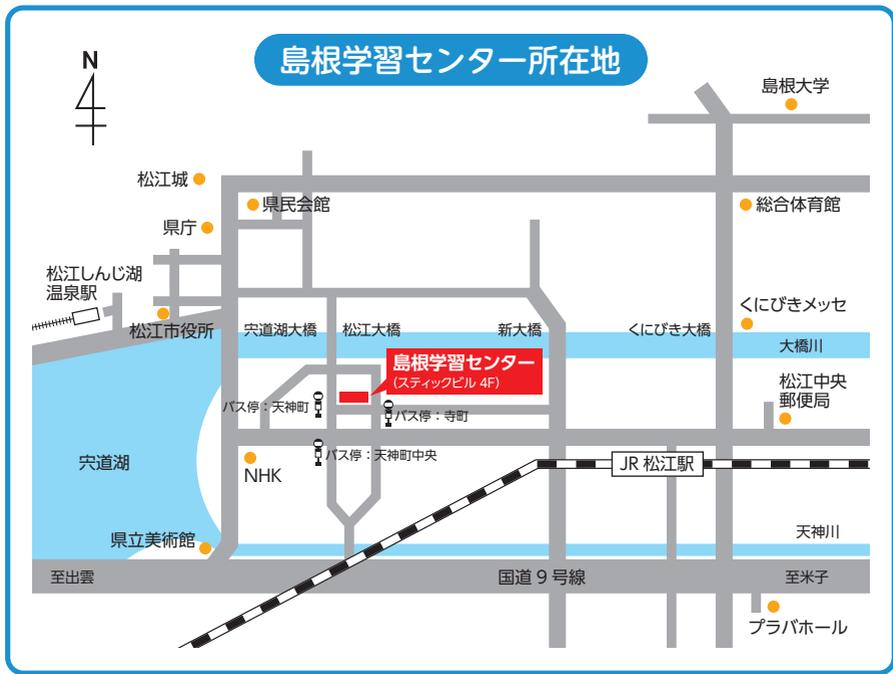 島根学習センター所在地
N
島根大学
松江城
県民会館
総合体育館
県庁
松江しんじ湖
温泉駅
くにびきメッセ
松江市役所
宍道湖大橋
松江大橋
新大橋
くにびき大橋
大橋川
島根学習センター
(スティックビル 4F)
松江中央
郵便局
バス停：天神町
バス停：寺町
バス停：天神町中央
宍道湖
NHK
JR 松江駅
県立美術館
天神川
至出雲
国道 9 号線
至米子
プラバホール